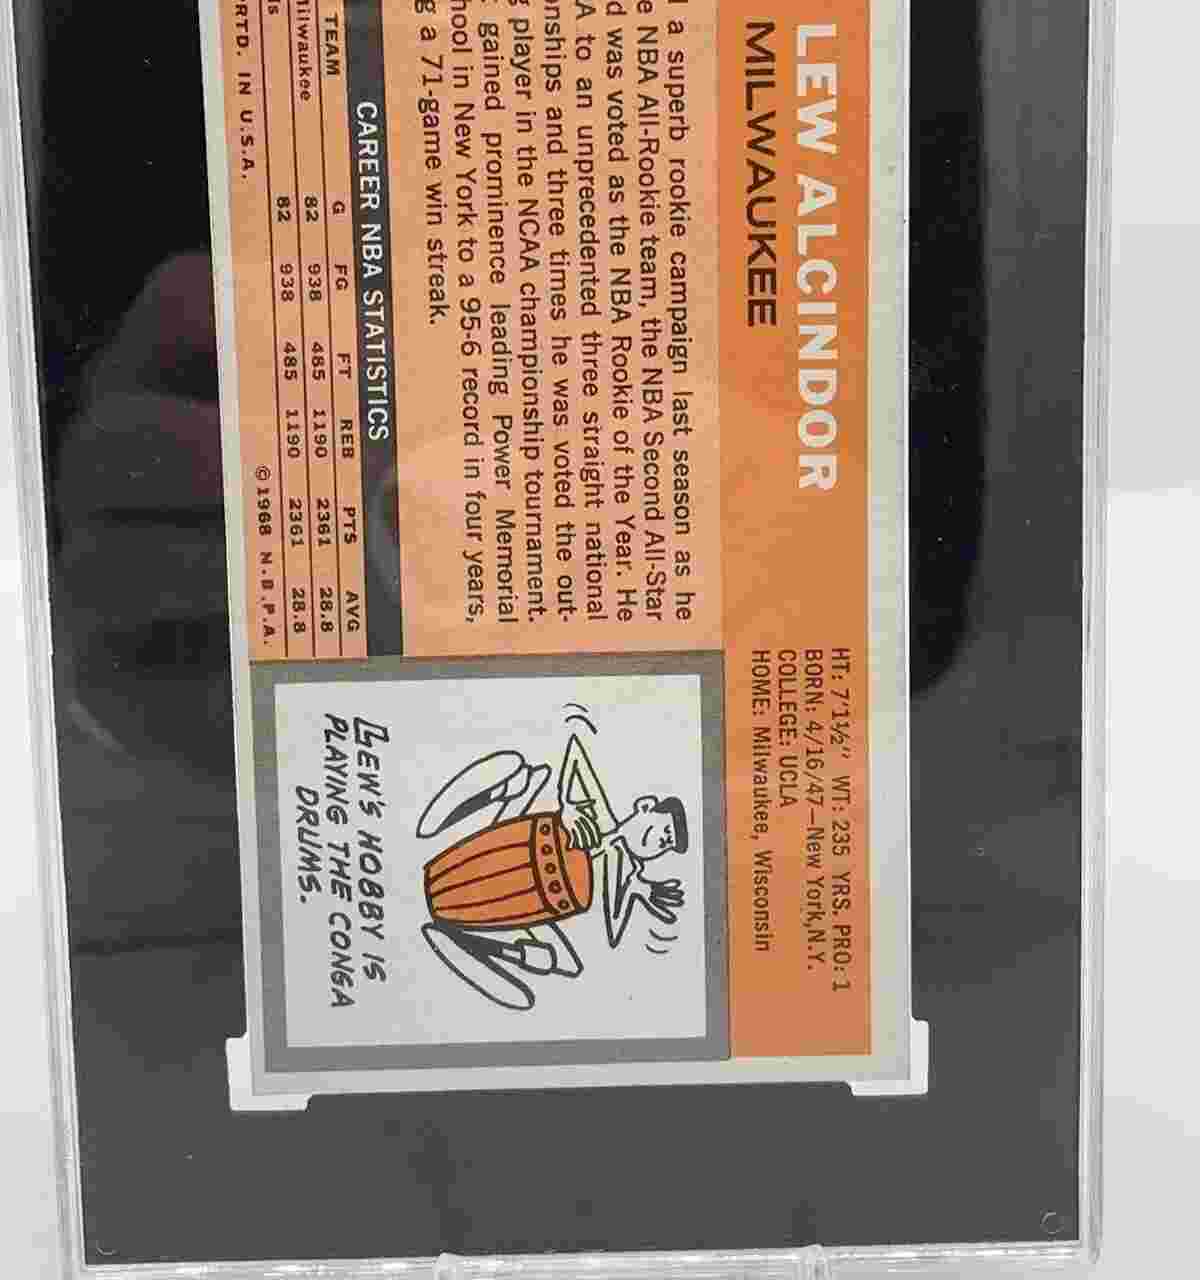 LEW ALCINDOR
MILWAUKEE
HT: 7'1½" WT: 235 YRS. PRO: 1
BORN: 4/16/47—New York,N.Y.
COLLEGE: UCLA
HOME: Milwaukee, Wisconsin
a superb rookie campaign last season as he
NBA All-Rookie team, the NBA Second All-Star
was voted as the NBA Rookie of the Year. He
to an unprecedented three straight national
and three times he was voted the out-
player in the NCAA championship tournament.
gained prominence leading Power Memorial
in New York to a 95-6 record in four years,
a 71-game win streak.
CAREER NBA STATISTICS
TEAM G FG FT REB PTS AVG
Milwaukee 82 938 485 1190 2361 28.8
82 938 485 1190 2361 28.8
PRTD. IN U.S.A. ©1968 N.B.P.A.
LEW'S HOBBY IS
PLAYING THE CONGA
DRUMS.